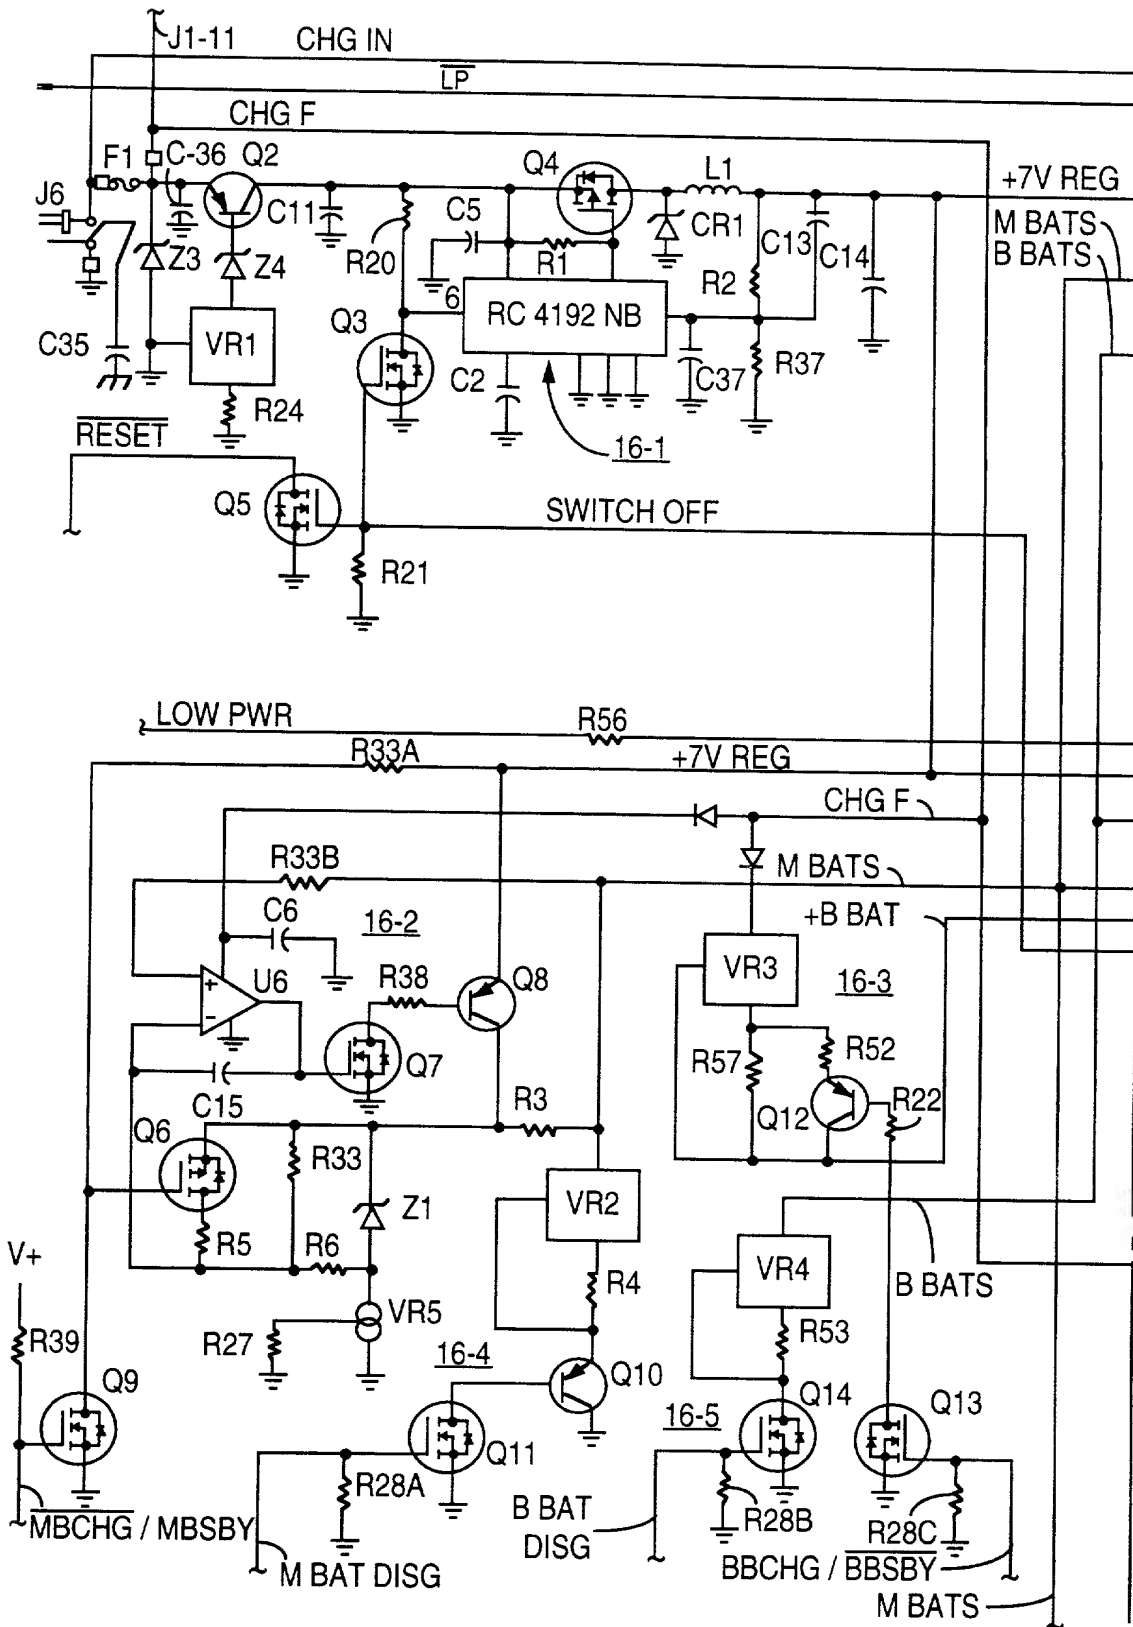 J1-11 CHG IN
LP
CHG F
F1 C-36 Q2 Q4 L1 +7V REG
J6 C11 C5 CR1 C13 M BATS
Z3 Z4 R20 R1 R2 C14 B BATS
Q3 6 RC 4192 NB
C35 VR1 C2 C37 R37
R24
RESET 16-1
Q5 SWITCH OFF
R21
LOW PWR R56
R33A +7V REG
CHG F
R33B M BATS
C6 16-2 +B BAT
+ U6 R38 Q8 VR3 16-3
-
Q7 R57 R52
C15 R3 Q12 R22
Q6
R33 Z1 VR2
R5 R6 VR4 B BATS
V+ R4
R39 R27 VR5 R53
16-4
Q9 Q10 Q14 Q13
16-5
Q11
R28A R28B R28C
MBCHG / MBSBY B BAT
DISG
M BAT DISG BBCHG / BBSBY
M BATS